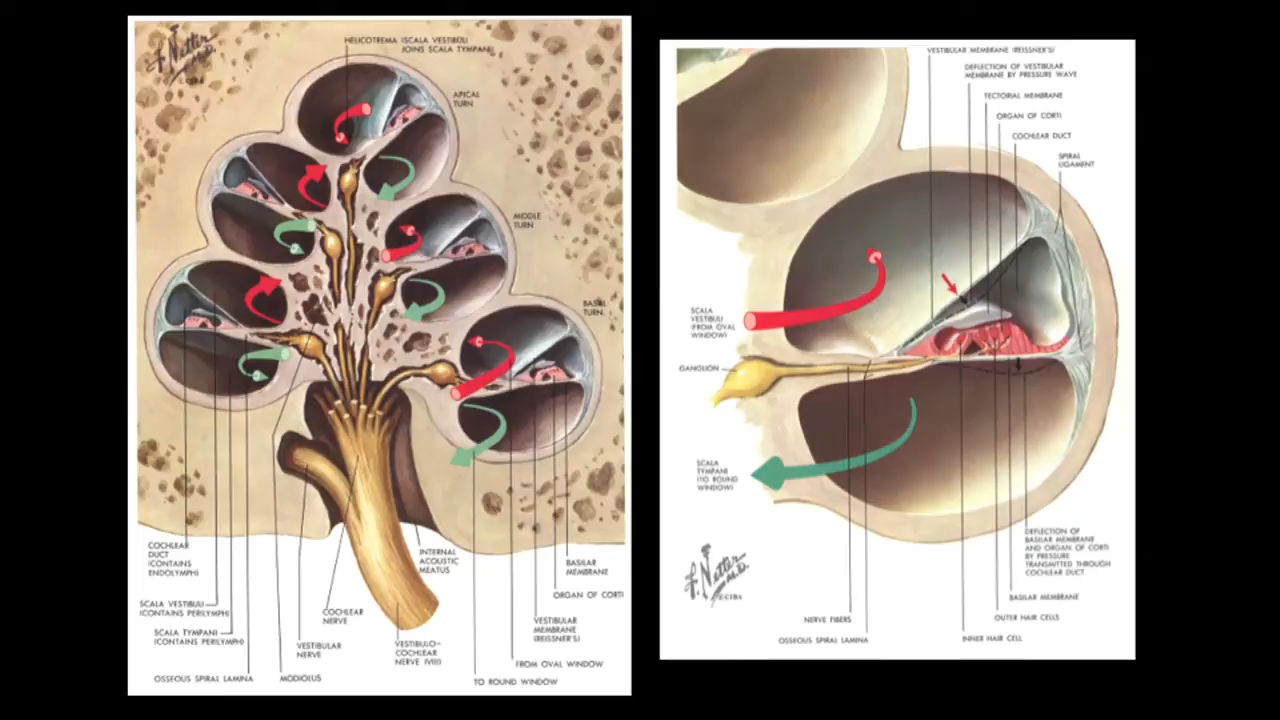 F. Netter M.D.
© CIBA
HELICOTREMA (SCALA VESTIBULI
JOINS SCALA TYMPANI)
APICAL
TURN
MIDDLE
TURN
BASAL
TURN
COCHLEAR
DUCT
(CONTAINS
ENDOLYMPH)
SCALA VESTIBULI
(CONTAINS PERILYMPH)
SCALA TYMPANI
(CONTAINS PERILYMPH)
OSSEOUS SPIRAL LAMINA
MODIOLUS
VESTIBULAR
NERVE
COCHLEAR
NERVE
INTERNAL
ACOUSTIC
MEATUS
VESTIBULO-
COCHLEAR
NERVE (VIII)
TO ROUND WINDOW
FROM OVAL WINDOW
VESTIBULAR
MEMBRANE
(REISSNER'S)
ORGAN OF CORTI
BASILAR
MEMBRANE
VESTIBULAR MEMBRANE (REISSNER'S)
DEFLECTION OF VESTIBULAR
MEMBRANE BY PRESSURE WAVE
TECTORIAL MEMBRANE
ORGAN OF CORTI
COCHLEAR DUCT
SPIRAL
LIGAMENT
SCALA
VESTIBULI
(FROM OVAL
WINDOW)
GANGLION
SCALA
TYMPANI
(TO ROUND
WINDOW)
DEFLECTION OF
BASILAR MEMBRANE
AND ORGAN OF CORTI
BY PRESSURE
TRANSMITTED THROUGH
COCHLEAR DUCT
BASILAR MEMBRANE
OUTER HAIR CELLS
INNER HAIR CELL
NERVE FIBERS
OSSEOUS SPIRAL LAMINA
F. Netter M.D.
© CIBA